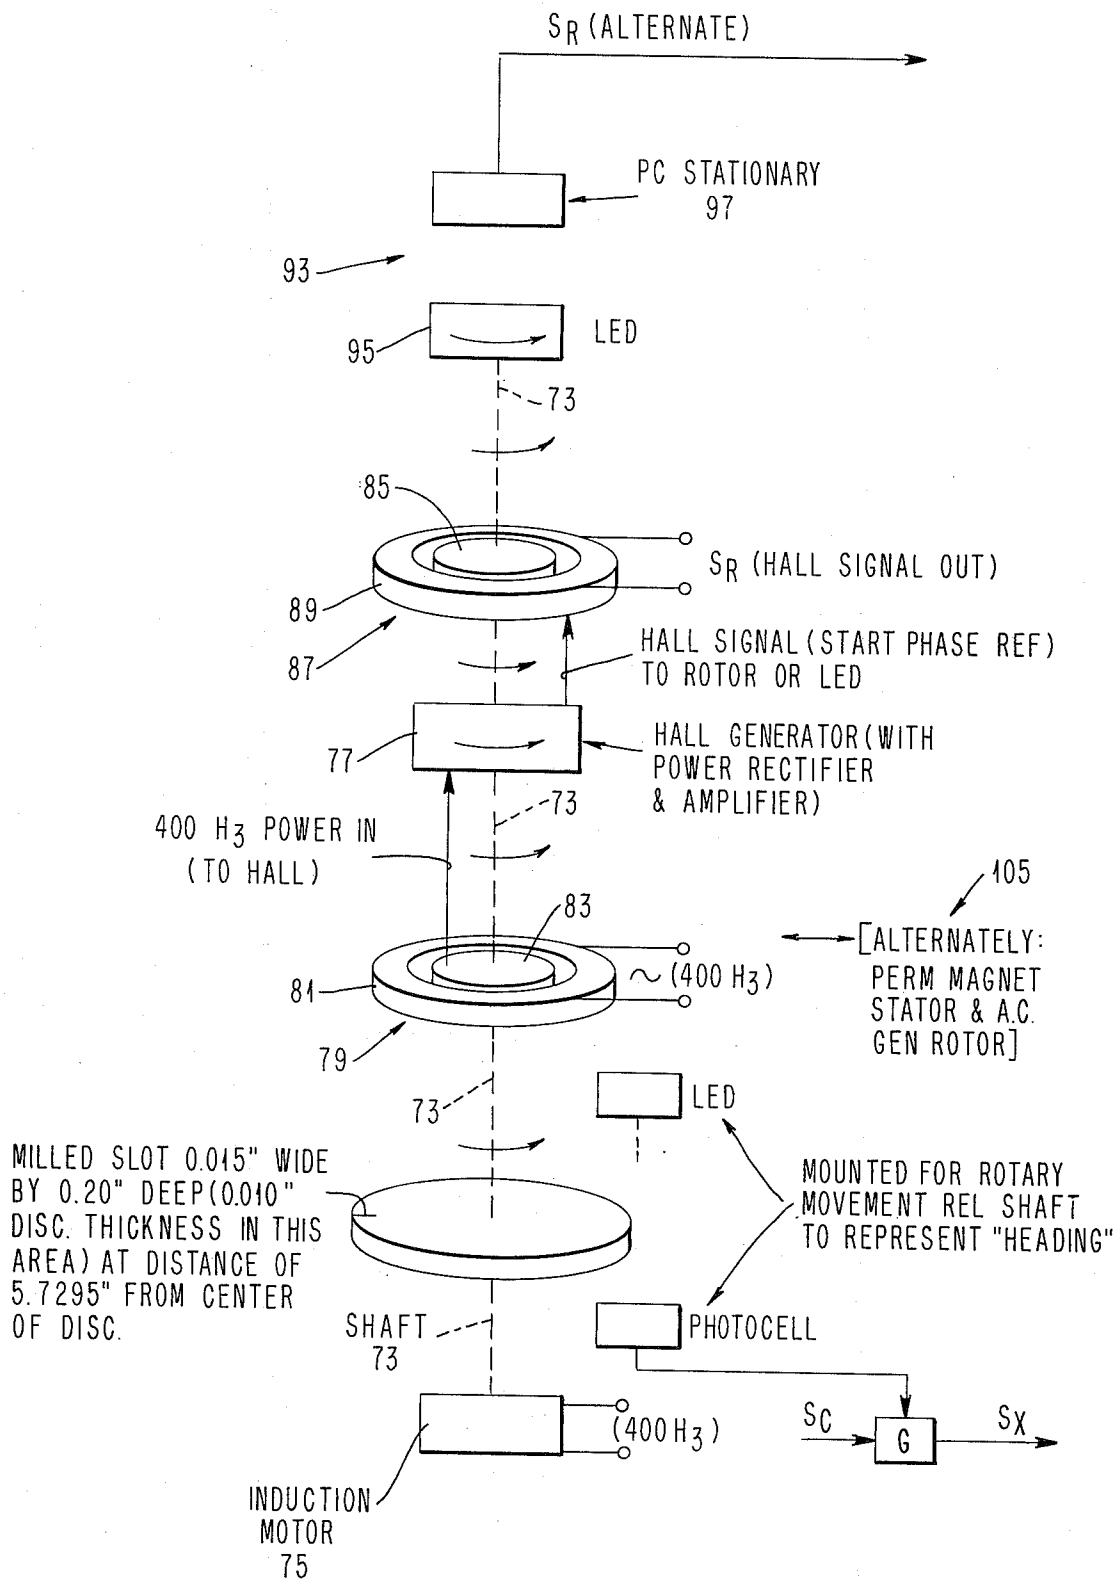 SR (ALTERNATE)
PC STATIONARY
97
93
95
LED
73
85
SR (HALL SIGNAL OUT)
89
87
HALL SIGNAL (START PHASE REF)
TO ROTOR OR LED
77
HALL GENERATOR (WITH
POWER RECTIFIER
& AMPLIFIER)
73
400 H3 POWER IN
(TO HALL)
105
83
[ALTERNATELY:
PERM MAGNET
STATOR & A.C.
GEN ROTOR]
~ (400 H3)
81
79
73
LED
MILLED SLOT 0.015" WIDE
BY 0.20" DEEP (0.010"
DISC. THICKNESS IN THIS
AREA) AT DISTANCE OF
5.7295" FROM CENTER
OF DISC.
MOUNTED FOR ROTARY
MOVEMENT REL SHAFT
TO REPRESENT "HEADING"
SHAFT
73
PHOTOCELL
(400 H3)
SC
G
SX
INDUCTION
MOTOR
75